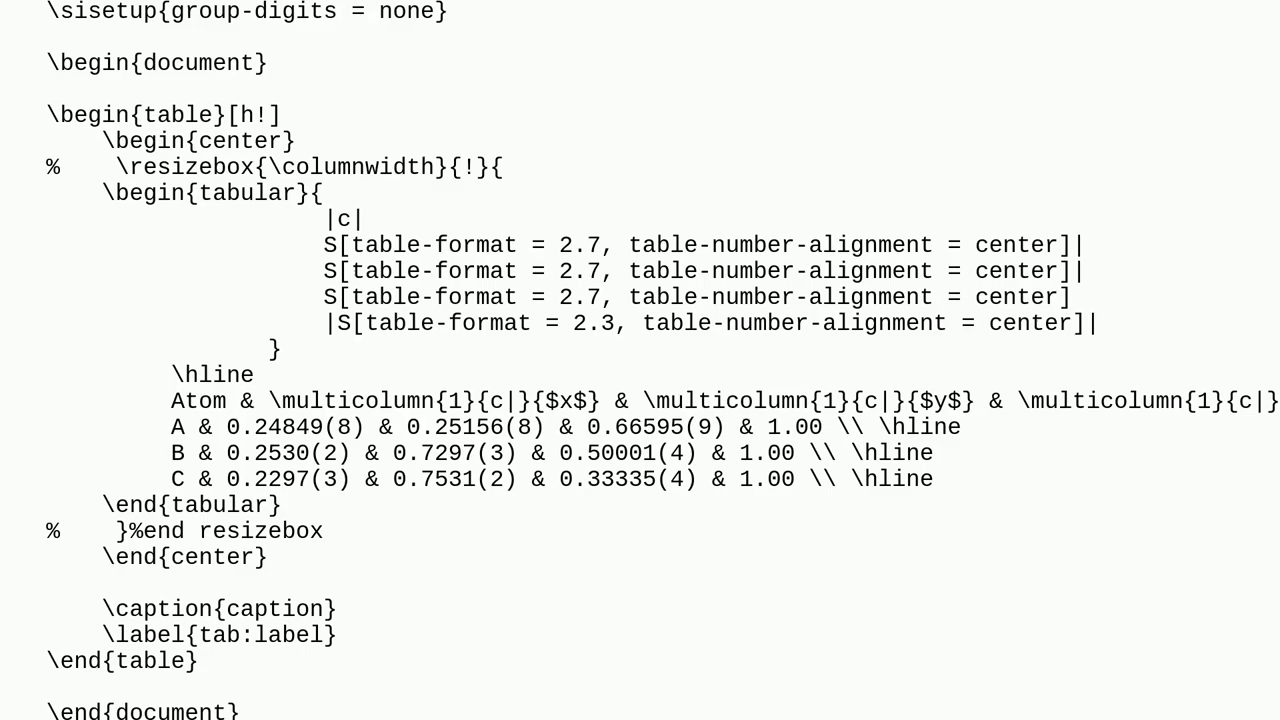 \sisetup{group-digits = none}
\begin{document}
\begin{table}[h!]
\begin{center}
% \resizebox{\columnwidth}{!}{
\begin{tabular}{
|c|
S[table-format = 2.7, table-number-alignment = center]|
S[table-format = 2.7, table-number-alignment = center]|
S[table-format = 2.7, table-number-alignment = center]
|S[table-format = 2.3, table-number-alignment = center]|
}
\hline
Atom & \multicolumn{1}{c|}{$x$} & \multicolumn{1}{c|}{$y$} & \multicolumn{1}{c|}
A & 0.24849(8) & 0.25156(8) & 0.66595(9) & 1.00 \\ \hline
B & 0.2530(2) & 0.7297(3) & 0.50001(4) & 1.00 \\ \hline
C & 0.2297(3) & 0.7531(2) & 0.33335(4) & 1.00 \\ \hline
\end{tabular}
% }%end resizebox
\end{center}
\caption{caption}
\label{tab:label}
\end{table}
\end{document}